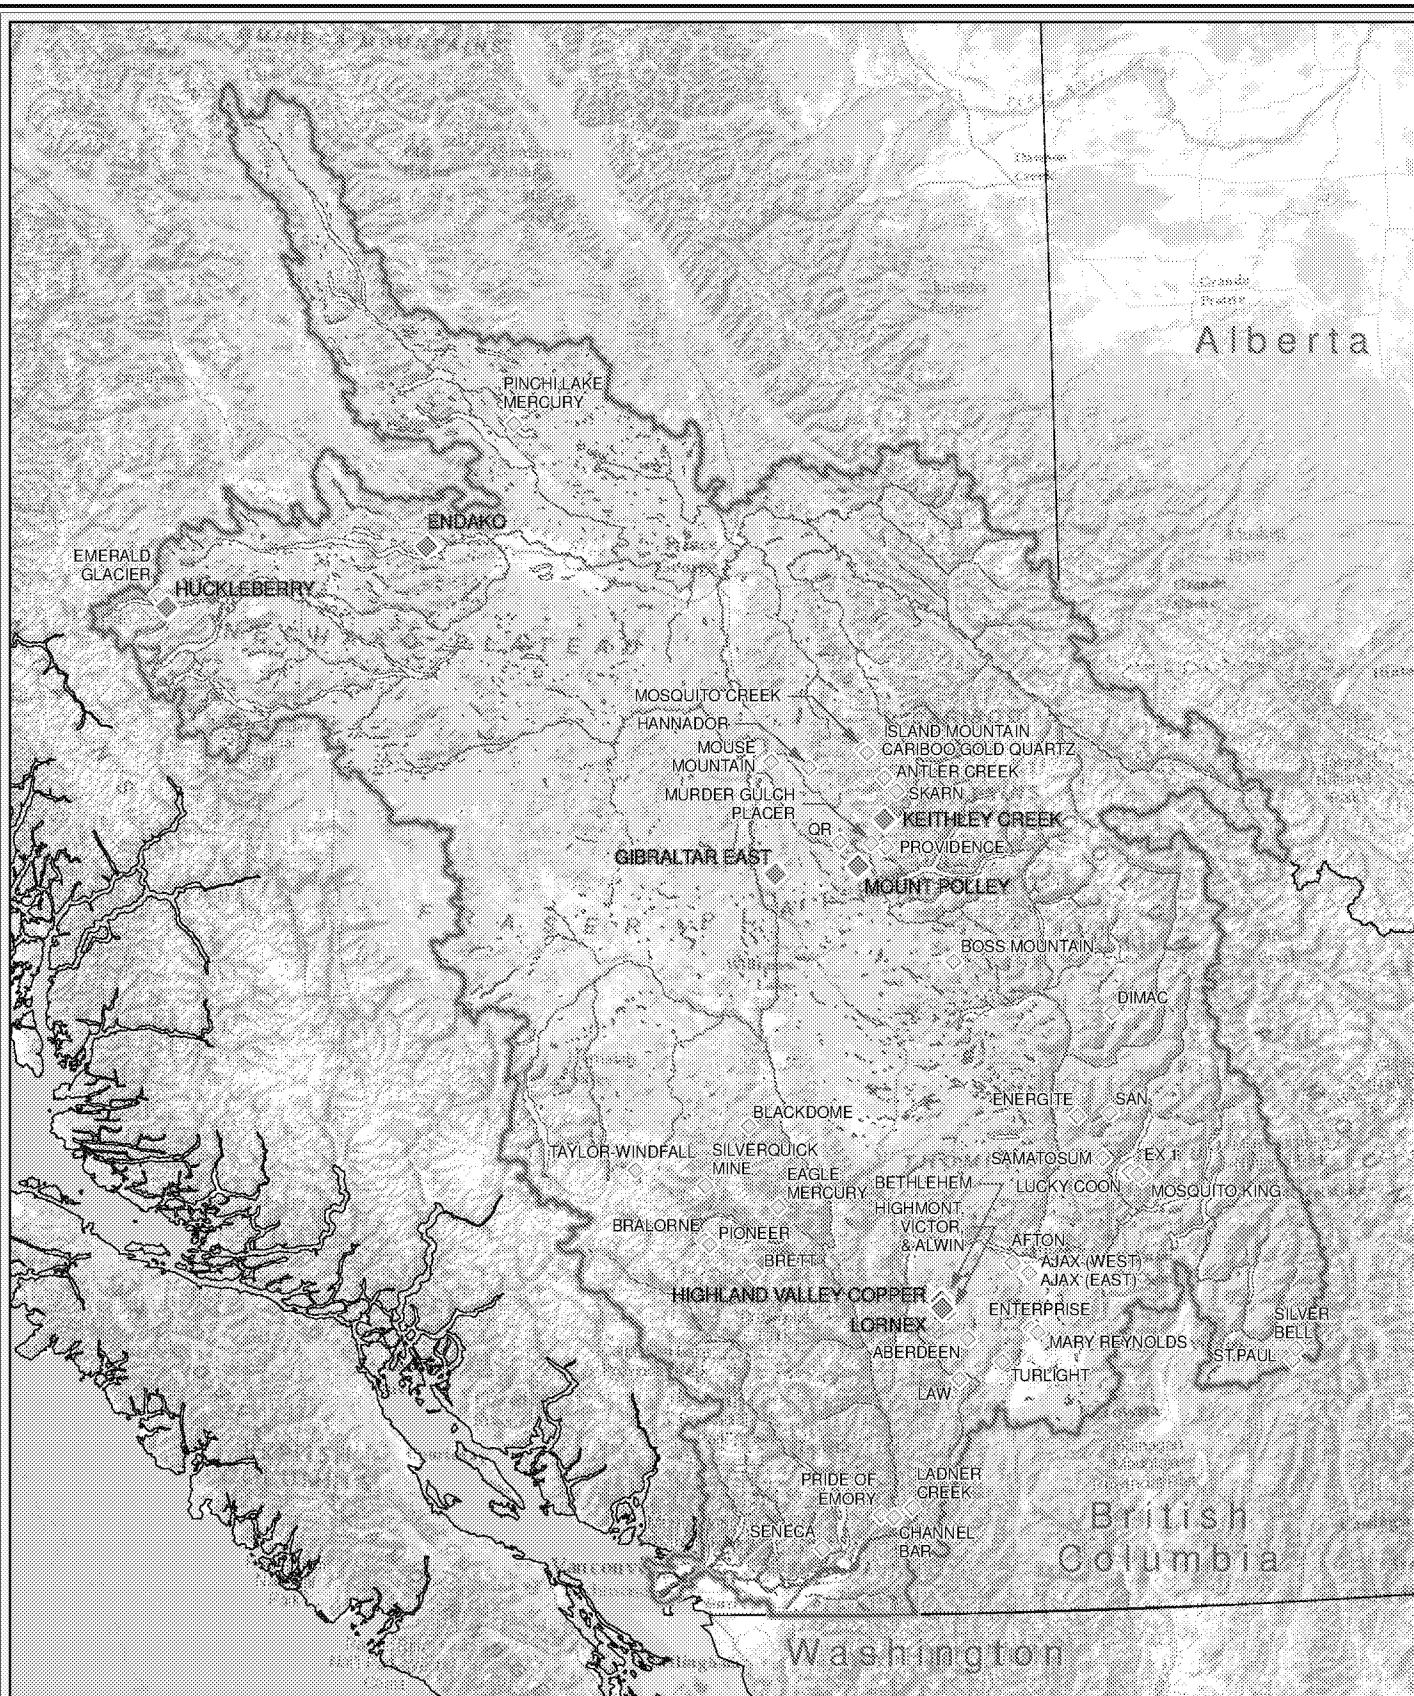 Alberta
PINCHI LAKE
MERCURY
ENDAKO
EMERALD
GLACIER
HUCKLEBERRY
MOSQUITO CREEK
HANNADOR
ISLAND MOUNTAIN
CARIBOO GOLD QUARTZ
MOUSE
MOUNTAIN
ANTLER CREEK
SKARN
MURDER GULCH
PLACER
KEITHLEY CREEK
QR
PROVIDENCE
GIBRALTAR EAST
MOUNT POLLEY
BOSS MOUNTAIN
DIMAC
ENERGITE
SAN
BLACKDOME
TAYLOR-WINDFALL
SILVERQUICK
MINE
SAMATOSUM
EX 1
EAGLE
MERCURY
BETHLEHEM
LUCKY COON
MOSQUITO KING
HIGHMONT,
VICTOR,
& ALWIN
BRALORNE
PIONEER
AFTON
BRETT
AJAX (WEST)
AJAX (EAST)
HIGHLAND VALLEY COPPER
LORNEX
ENTERPRISE
SILVER
BELL
ABERDEEN
MARY REYNOLDS
ST.PAUL
TURLIGHT
LAW
PRIDE OF
EMORY
LADNER
CREEK
SENECA
CHANNEL
BAR
British
Columbia
Washington